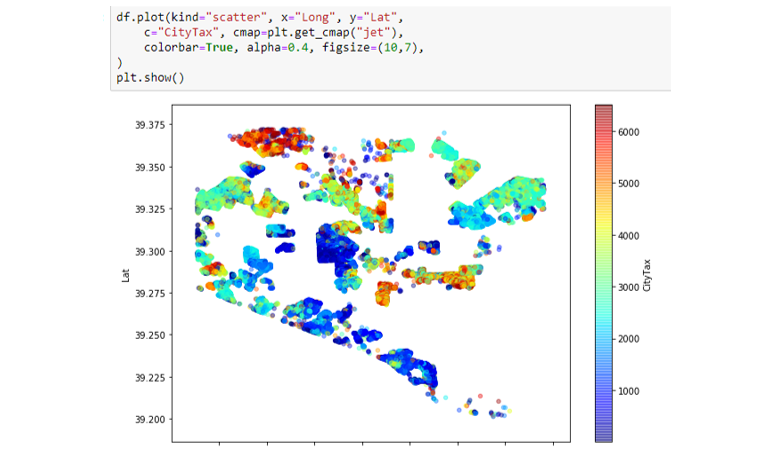 df.plot(kind="scatter", x="Long", y="Lat",
    c="CityTax", cmap=plt.get_cmap("jet"),
    colorbar=True, alpha=0.4, figsize=(10,7),
)
plt.show()
39.375
39.350
39.325
39.300
39.275
39.250
39.225
39.200
Lat
6000
5000
4000
3000
2000
1000
CityTax